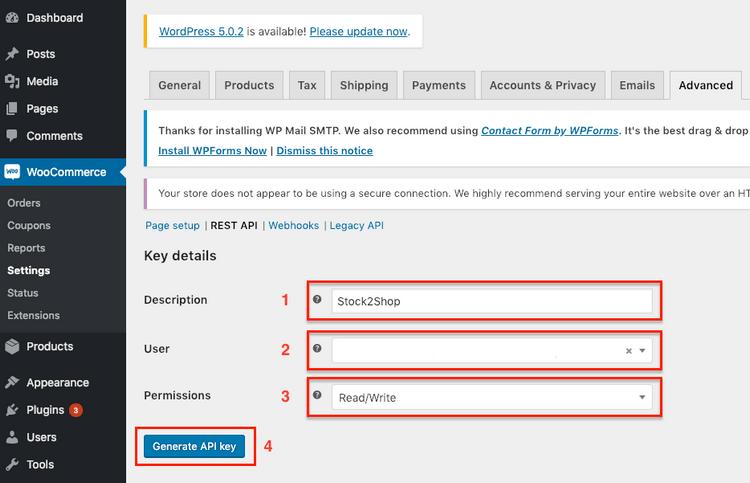 Dashboard
Posts
Media
Pages
Comments
WooCommerce
Orders
Coupons
Reports
Settings
Status
Extensions
Products
Appearance
Plugins 3
Users
Tools
WordPress 5.0.2 is available! Please update now.
General Products Tax Shipping Payments Accounts & Privacy Emails Advanced
Thanks for installing WP Mail SMTP. We also recommend using Contact Form by WPForms. It's the best drag & drop
Install WPForms Now | Dismiss this notice
Your store does not appear to be using a secure connection. We highly recommend serving your entire website over an HT
Page setup | REST API | Webhooks | Legacy API
Key details
Description 1 ? Stock2Shop
User 2 ? ×
Permissions 3 ? Read/Write
Generate API key 4